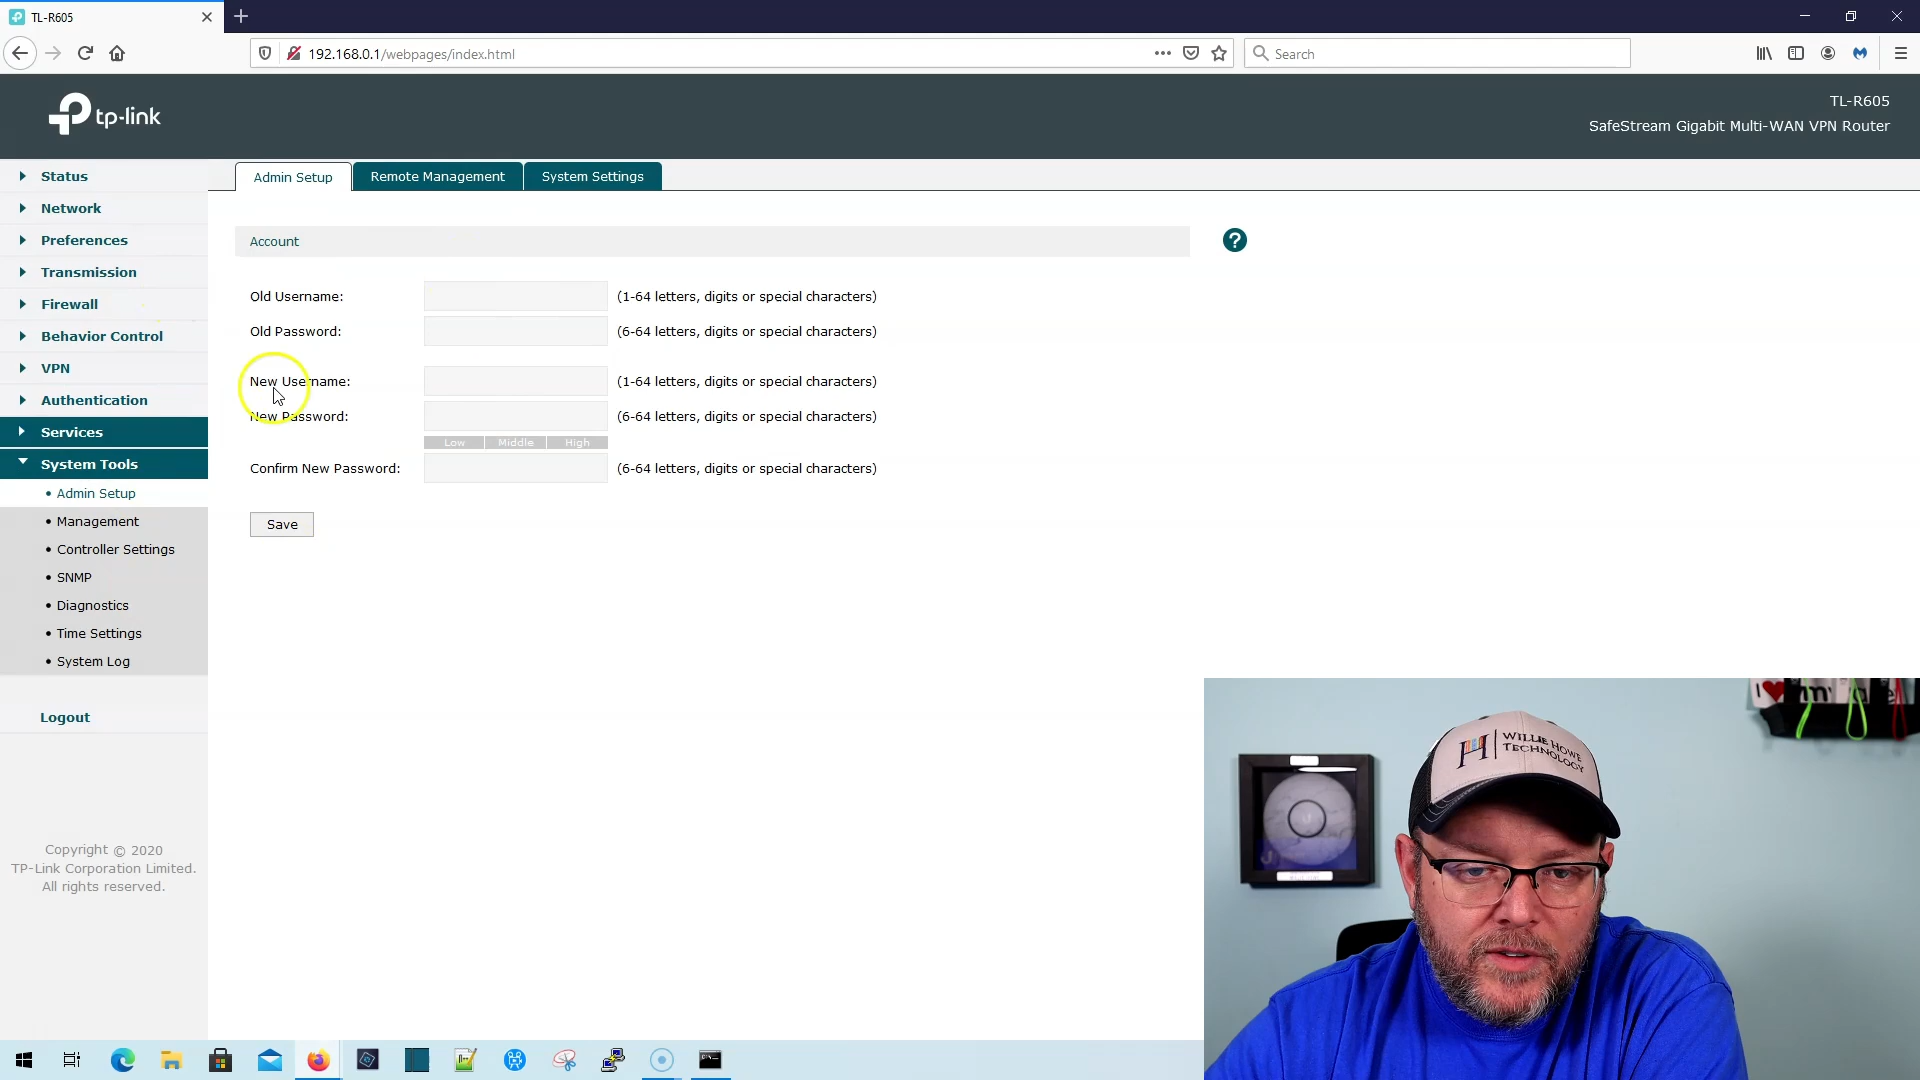 TL-R605
192.168.0.1/webpages/index.html
Search
tp-link
TL-R605
SafeStream Gigabit Multi-WAN VPN Router
Status
Network
Preferences
Transmission
Firewall
Behavior Control
VPN
Authentication
Services
System Tools
Admin Setup
Management
Controller Settings
SNMP
Diagnostics
Time Settings
System Log
Logout
Copyright © 2020
TP-Link Corporation Limited.
All rights reserved.
Admin Setup Remote Management System Settings
Account
?
Old Username: (1-64 letters, digits or special characters)
Old Password: (6-64 letters, digits or special characters)
New Username: (1-64 letters, digits or special characters)
New Password: (6-64 letters, digits or special characters)
Low Middle High
Confirm New Password: (6-64 letters, digits or special characters)
Save
H WILLIE HOWE
TECHNOLOGY
I